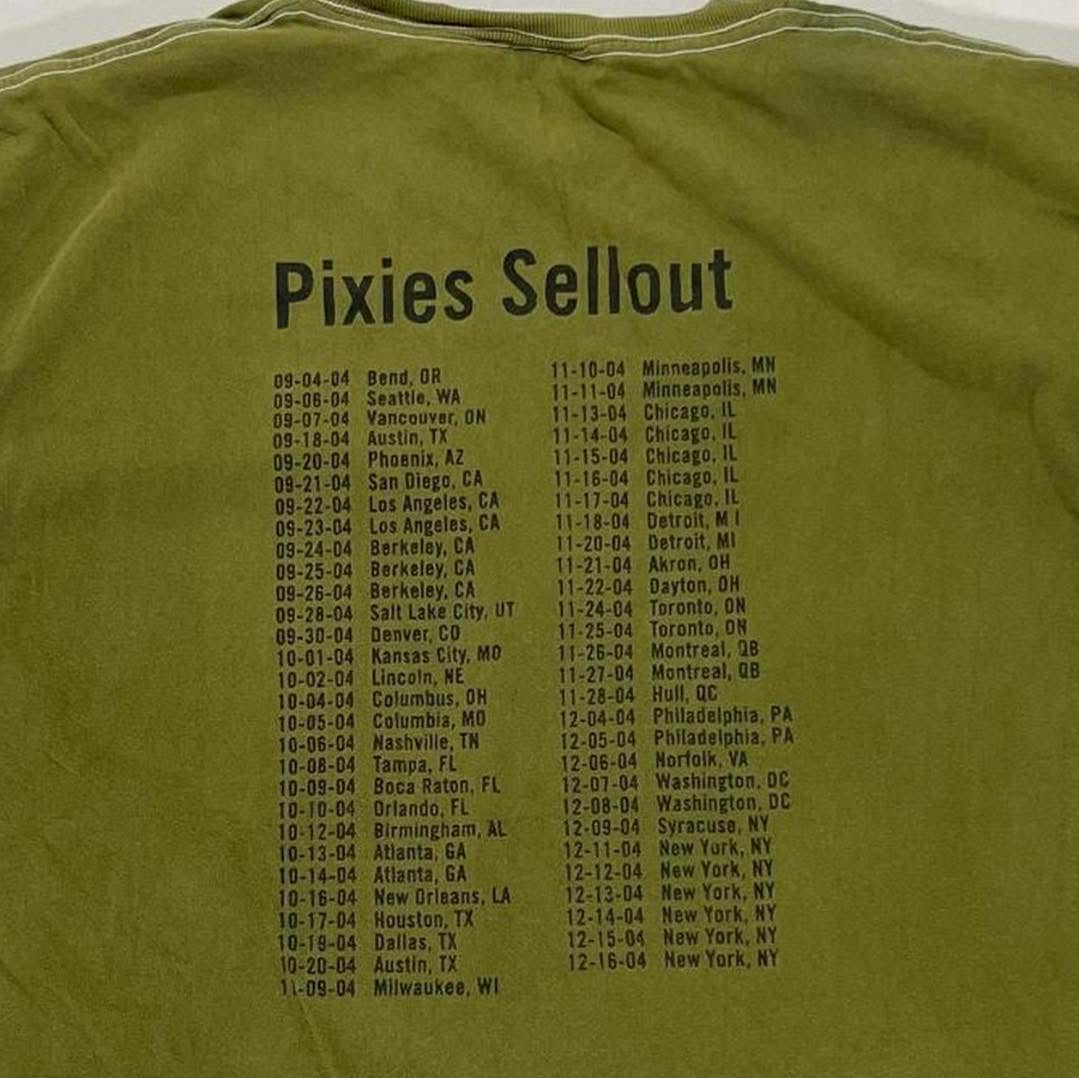 Pixies Sellout
09-04-04 Bend, OR
09-06-04 Seattle, WA
09-07-04 Vancouver, ON
09-18-04 Austin, TX
09-20-04 Phoenix, AZ
09-21-04 San Diego, CA
09-22-04 Los Angeles, CA
09-23-04 Los Angeles, CA
09-24-04 Berkeley, CA
09-25-04 Berkeley, CA
09-26-04 Berkeley, CA
09-28-04 Salt Lake City, UT
09-30-04 Denver, CO
10-01-04 Kansas City, MO
10-02-04 Lincoln, NE
10-04-04 Columbus, OH
10-05-04 Columbia, MO
10-06-04 Nashville, TN
10-08-04 Tampa, FL
10-09-04 Boca Raton, FL
10-10-04 Orlando, FL
10-12-04 Birmingham, AL
10-13-04 Atlanta, GA
10-14-04 Atlanta, GA
10-16-04 New Orleans, LA
10-17-04 Houston, TX
10-19-04 Dallas, TX
10-20-04 Austin, TX
11-09-04 Milwaukee, WI
11-10-04 Minneapolis, MN
11-11-04 Minneapolis, MN
11-13-04 Chicago, IL
11-14-04 Chicago, IL
11-15-04 Chicago, IL
11-16-04 Chicago, IL
11-17-04 Chicago, IL
11-18-04 Detroit, M I
11-20-04 Detroit, MI
11-21-04 Akron, OH
11-22-04 Dayton, OH
11-24-04 Toronto, ON
11-25-04 Toronto, ON
11-26-04 Montreal, QB
11-27-04 Montreal, QB
11-28-04 Hull, QC
12-04-04 Philadelphia, PA
12-05-04 Philadelphia, PA
12-06-04 Norfolk, VA
12-07-04 Washington, DC
12-08-04 Washington, DC
12-09-04 Syracuse, NY
12-11-04 New York, NY
12-12-04 New York, NY
12-13-04 New York, NY
12-14-04 New York, NY
12-15-04 New York, NY
12-16-04 New York, NY